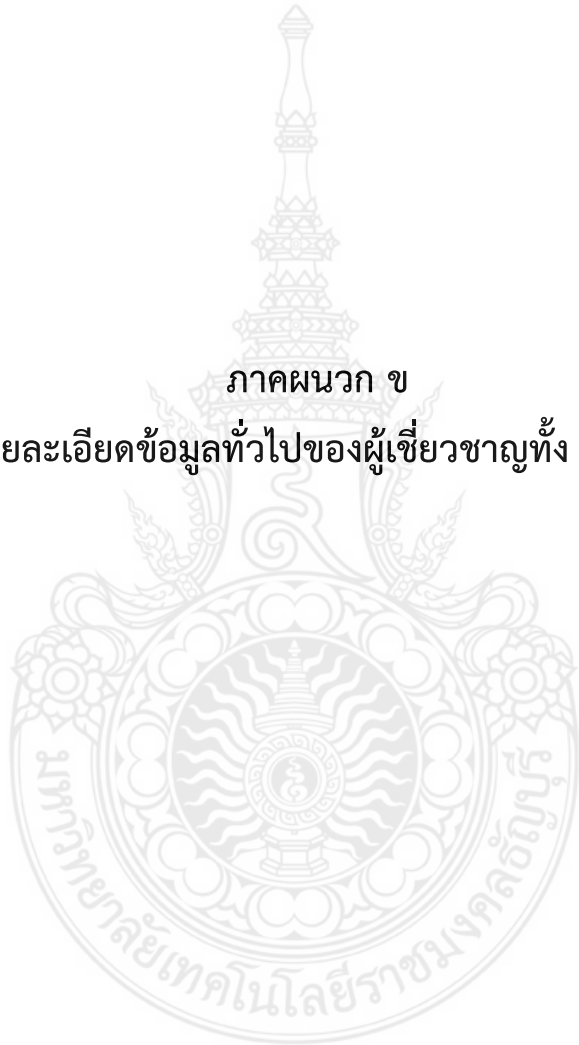 ภาคผนวก ข
ยละเอียดข้อมูลทั่วไปของผู้เชี่ยวชาญทั้ง
มหาวิทยาลัยเทคโนโลยีราชมงคลธัญบุรี